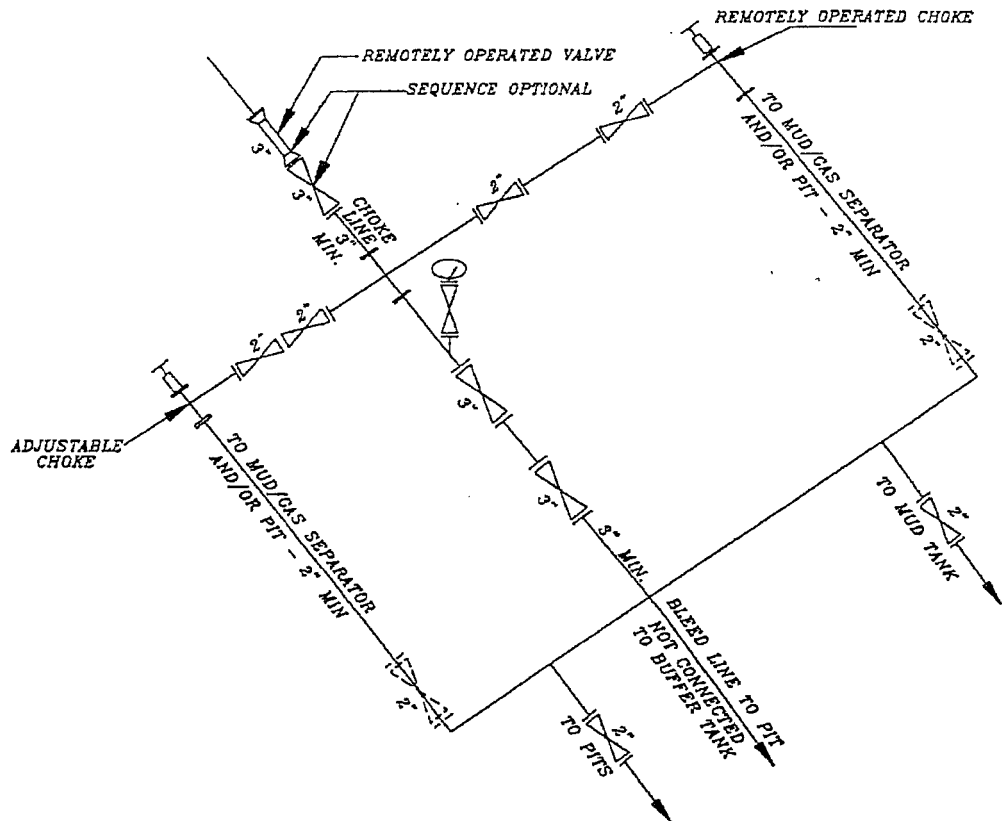 REMOTELY OPERATED CHOKE
REMOTELY OPERATED VALVE
SEQUENCE OPTIONAL
3"
3"
CHOKE
LINE
3"
MIN.
2"
2"
TO MUD/GAS SEPARATOR
AND/OR PIT - 2" MIN
2"
2"
2"
ADJUSTABLE
CHOKE
TO MUD/GAS SEPARATOR
AND/OR PIT - 2" MIN
2"
3"
3"
3" MIN.
BLEED LINE TO PIT
NOT CONNECTED
TO BUFFER TANK
2"
TO MUD TANK
2"
TO PITS